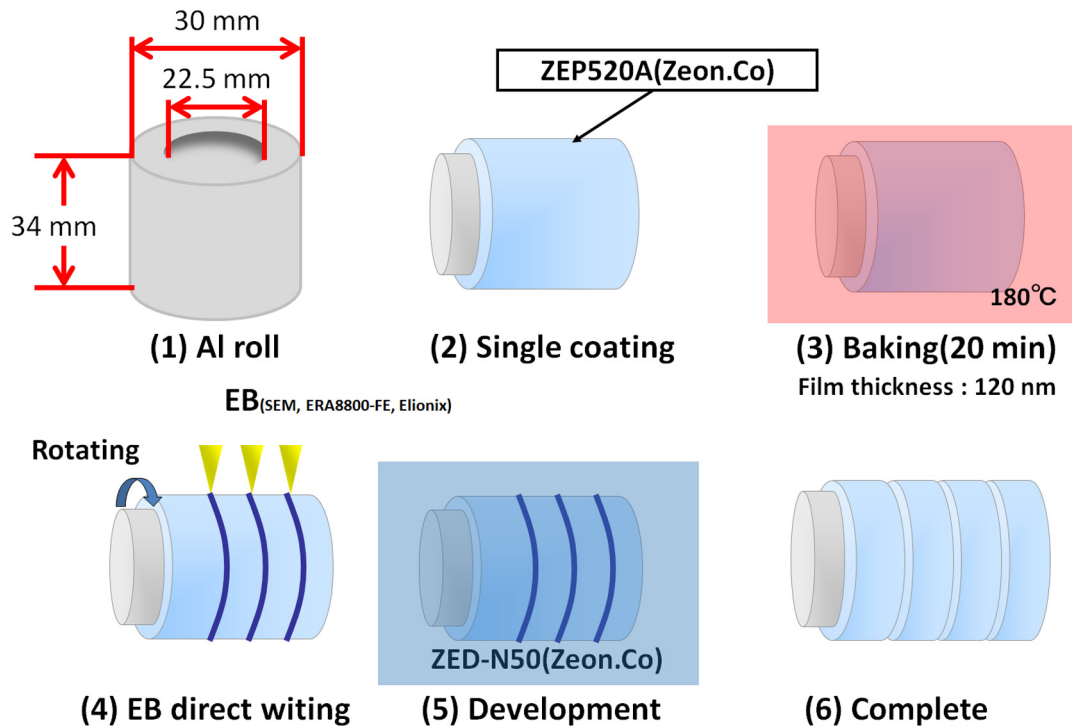 30 mm
22.5 mm
34 mm
(1) Al roll
ZEP520A(Zeon.Co)
(2) Single coating
180℃
(3) Baking(20 min)
Film thickness : 120 nm
EB(SEM, ERA8800-FE, Elionix)
Rotating
(4) EB direct witing
ZED-N50(Zeon.Co)
(5) Development
(6) Complete